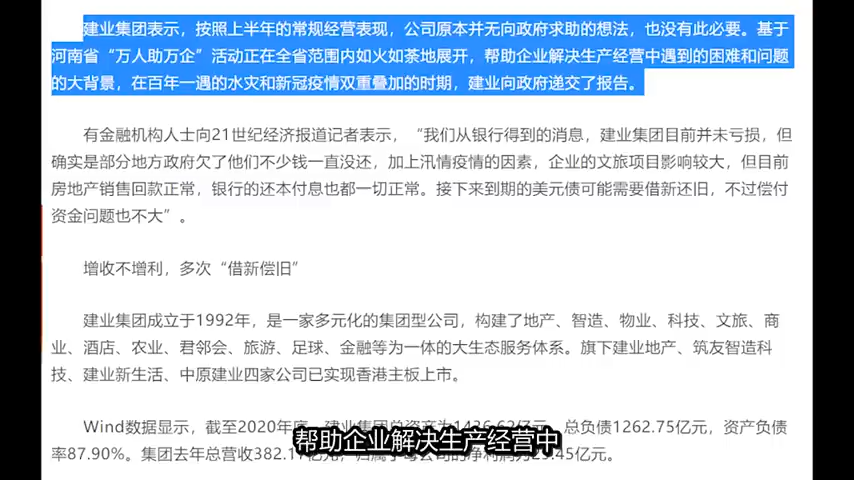 建业集团表示，按照上半年的常规经营表现，公司原本并无向政府求助的想法，也没有此必要。基于
河南省“万人助万企”活动正在全省范围内如火如荼地展开，帮助企业解决生产经营中遇到的困难和问题
的大背景，在百年一遇的水灾和新冠疫情双重叠加的时期，建业向政府递交了报告。
有金融机构人士向21世纪经济报道记者表示，“我们从银行得到的消息，建业集团目前并未亏损，但
确实是部分地方政府欠了他们不少钱一直没还，加上汛情疫情的因素，企业的文旅项目影响较大，但目前
房地产销售回款正常，银行的还本付息也都一切正常。接下来到期的美元债可能需要借新还旧，不过偿付
资金问题也不大”。
增收不增利，多次“借新偿旧”
建业集团成立于1992年，是一家多元化的集团型公司，构建了地产、智造、物业、科技、文旅、商
业、酒店、农业、君邻会、旅游、足球、金融等为一体的大生态服务体系。旗下建业地产、筑友智造科
技、建业新生活、中原建业四家公司已实现香港主板上市。
Wind数据显示，截至2020年底，建业集团总资产为1436.62亿元，总负债1262.75亿元，资产负债
率87.90%。集团去年总营收382.17亿元，归属于母公司的净利润为29.45亿元。
帮助企业解决生产经营中